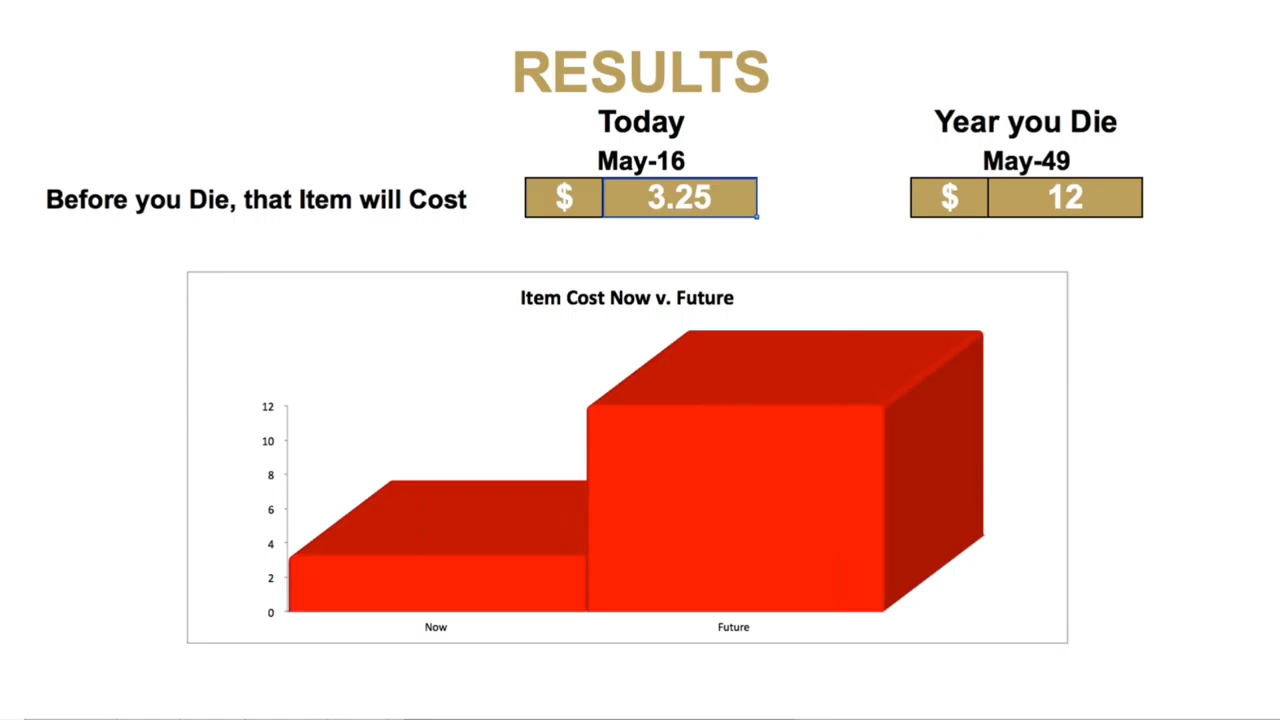 RESULTS
Today Year you Die
May-16 May-49
Before you Die, that Item will Cost $ 3.25 $ 12
Item Cost Now v. Future
12
10
8
6
4
2
0
Now Future